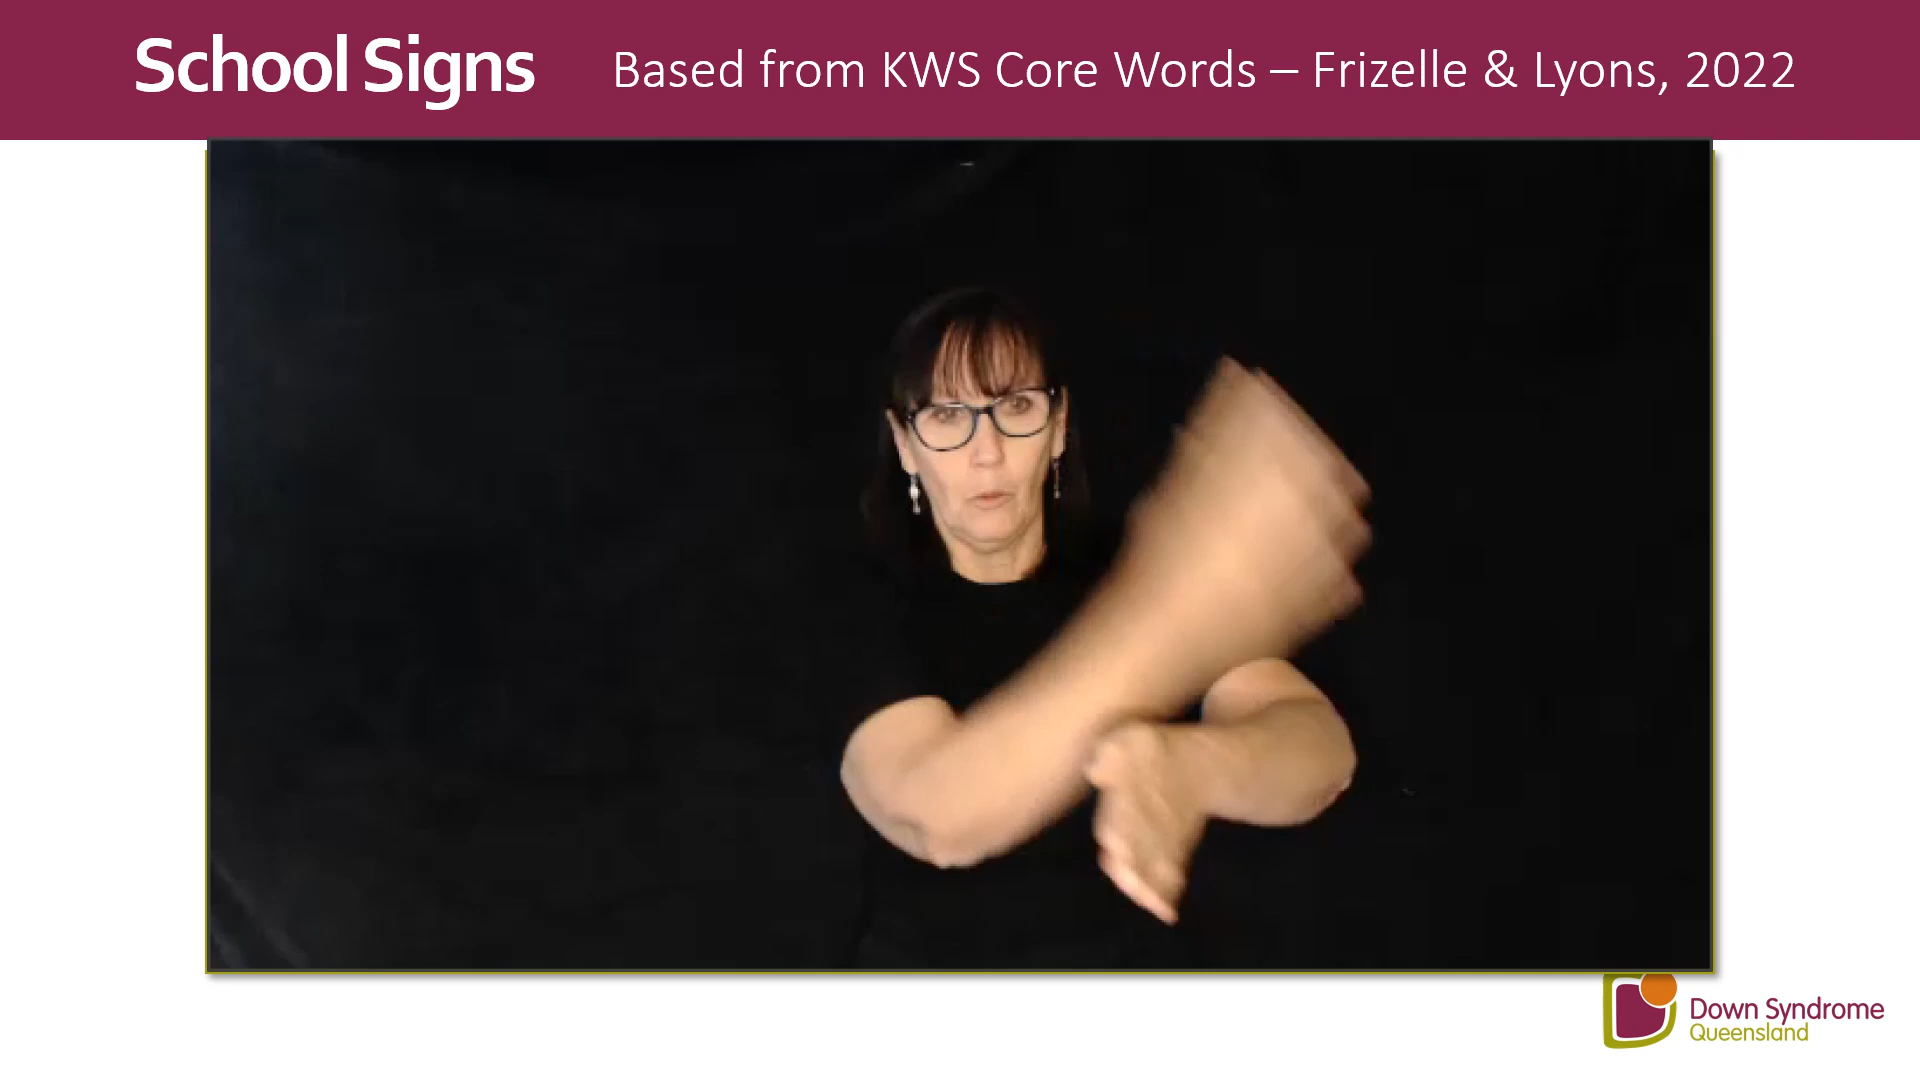 School Signs Based from KWS Core Words – Frizelle & Lyons, 2022
Down Syndrome
Queensland